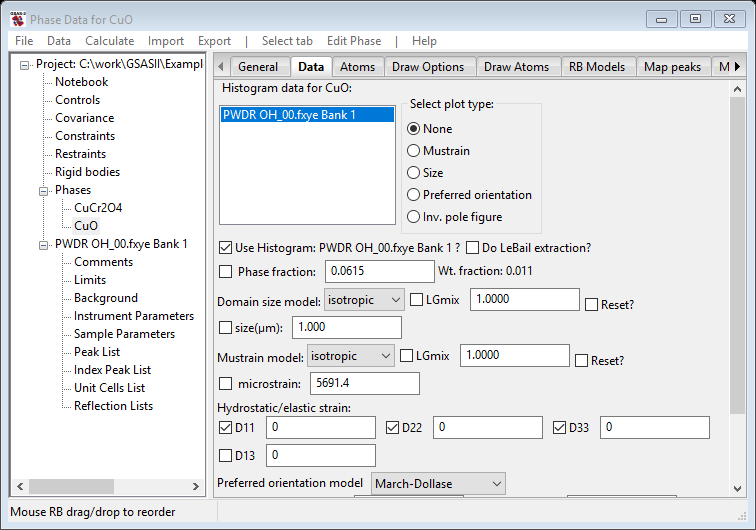 Phase Data for CuO
File Data Calculate Import Export | Select tab Edit Phase | Help
Project: C:\work\GSASII\Exampl
Notebook
Controls
Covariance
Constraints
Restraints
Rigid bodies
Phases
CuCr2O4
CuO
PWDR OH_00.fxye Bank 1
Comments
Limits
Background
Instrument Parameters
Sample Parameters
Peak List
Index Peak List
Unit Cells List
Reflection Lists
General Data Atoms Draw Options Draw Atoms RB Models Map peaks M
Histogram data for CuO:
PWDR OH_00.fxye Bank 1
Select plot type:
None
Mustrain
Size
Preferred orientation
Inv. pole figure
Use Histogram: PWDR OH_00.fxye Bank 1 ? Do LeBail extraction?
Phase fraction: 0.0615 Wt. fraction: 0.011
Domain size model: isotropic LGmix 1.0000 Reset?
size(μm): 1.000
Mustrain model: isotropic LGmix 1.0000 Reset?
microstrain: 5691.4
Hydrostatic/elastic strain:
D11 0 D22 0 D33 0
D13 0
Preferred orientation model March-Dollase
Mouse RB drag/drop to reorder